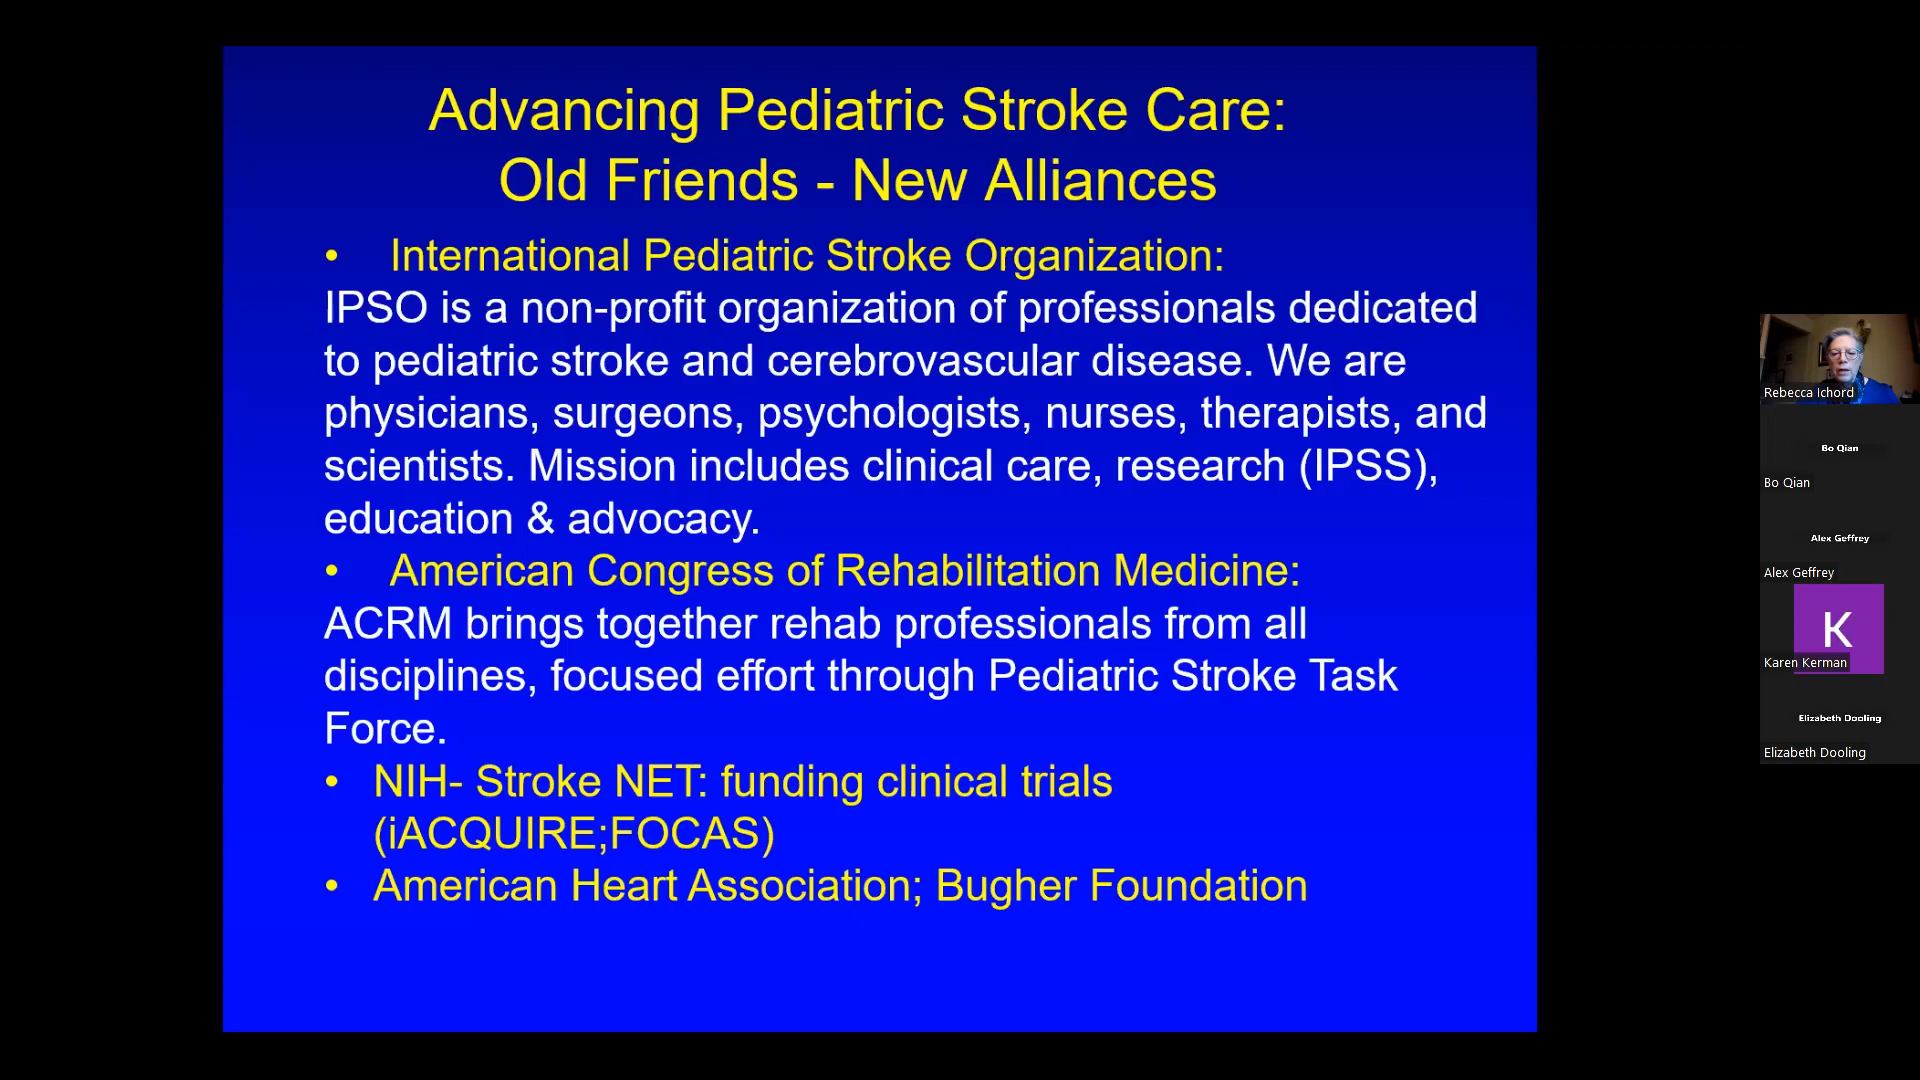 Advancing Pediatric Stroke Care:
Old Friends - New Alliances
• International Pediatric Stroke Organization:
IPSO is a non-profit organization of professionals dedicated
to pediatric stroke and cerebrovascular disease. We are
physicians, surgeons, psychologists, nurses, therapists, and
scientists. Mission includes clinical care, research (IPSS),
education & advocacy.
• American Congress of Rehabilitation Medicine:
ACRM brings together rehab professionals from all
disciplines, focused effort through Pediatric Stroke Task
Force.
• NIH- Stroke NET: funding clinical trials
(iACQUIRE;FOCAS)
• American Heart Association; Bugher Foundation
Rebecca Ichord
Bo Qian
Bo Qian
Alex Geffrey
Alex Geffrey
K
Karen Kerman
Elizabeth Dooling
Elizabeth Dooling